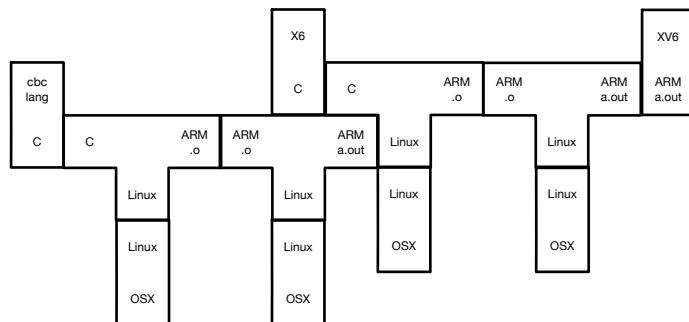 X6
XV6
cbc
lang
C
C
ARM
.o
ARM
.o
ARM
a.out
ARM
a.out
C
C
ARM
.o
ARM
.o
ARM
a.out
Linux
Linux
Linux
Linux
Linux
Linux
OSX
OSX
Linux
Linux
OSX
OSX